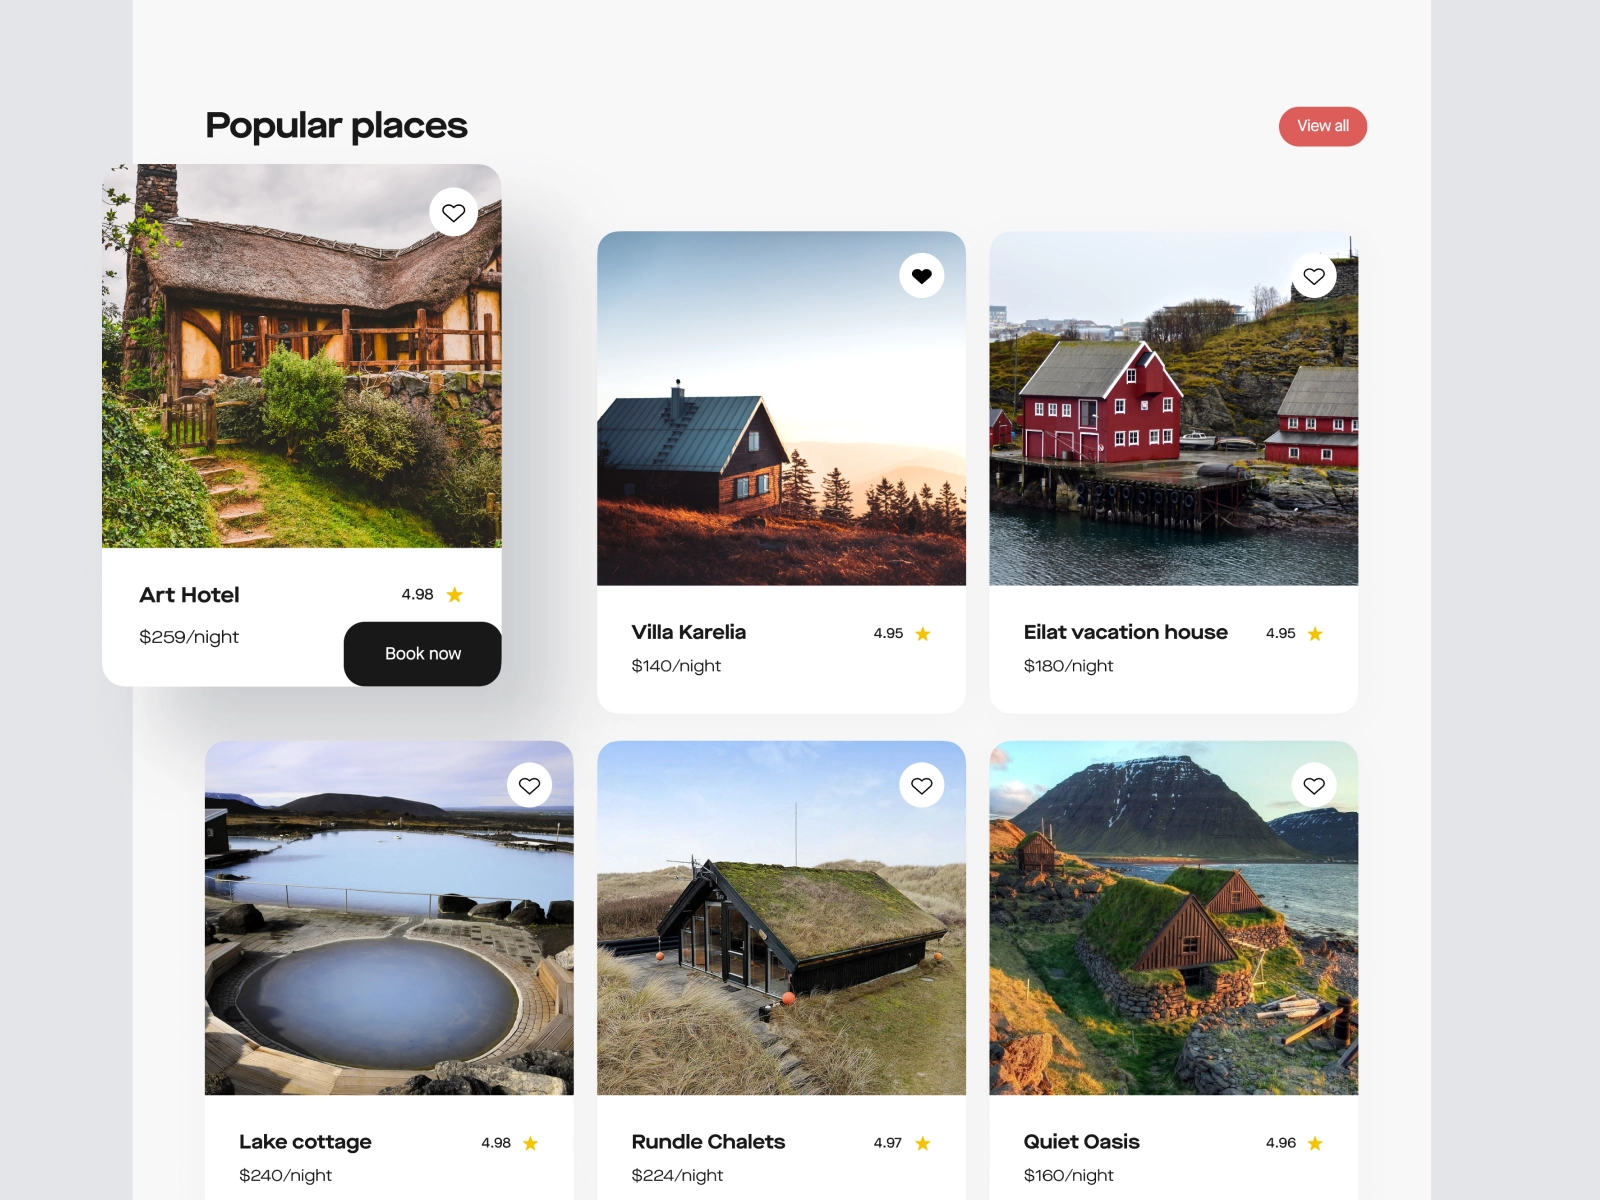 Popular places
View all
Art Hotel
4.98
$259/night
Book now
Villa Karelia
4.95
$140/night
Eilat vacation house
4.95
$180/night
Lake cottage
4.98
$240/night
Rundle Chalets
4.97
$224/night
Quiet Oasis
4.96
$160/night